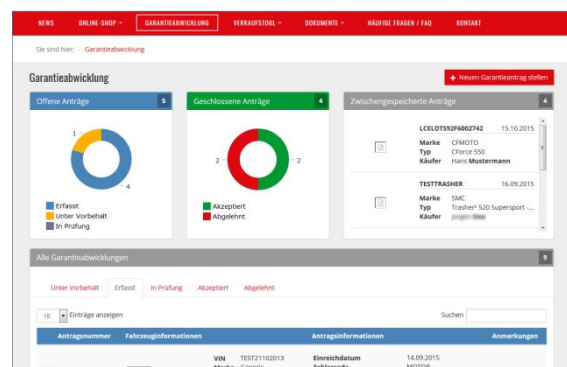 NEWS ONLINE-SHOP GARANTIEABWICKLUNG VERKAUFSTOOL DOKUMENTE HÄUFIGE FRAGEN / FAQ KONTAKT
Sie sind hier: / Garantieabwicklung
Garantieabwicklung
+ Neuen Garantieantrag stellen
Offene Anträge 5
1
4
Erfasst
Unter Vorbehalt
In Prüfung
Geschlossene Anträge 4
2 2
Akzeptiert
Abgelehnt
Zwischengespeicherte Anträge 4
LCELDTS92F6002742 15.10.2015
Marke CFMOTO
Typ CForce 550
Käufer Hans Mustermann
TESTTRASHER 16.09.2015
Marke SMC
Typ Trasher² 520 Supersport -...
Käufer
Alle Garantieabwicklungen 9
Unter Vorbehalt Erfasst In Prüfung Akzeptiert Abgelehnt
10 Einträge anzeigen Suchen
Antragsnummer Fahrzeuginformationen Antragsinformationen Anmerkungen
VIN TEST21102013 Einreichdatum 14.09.2015